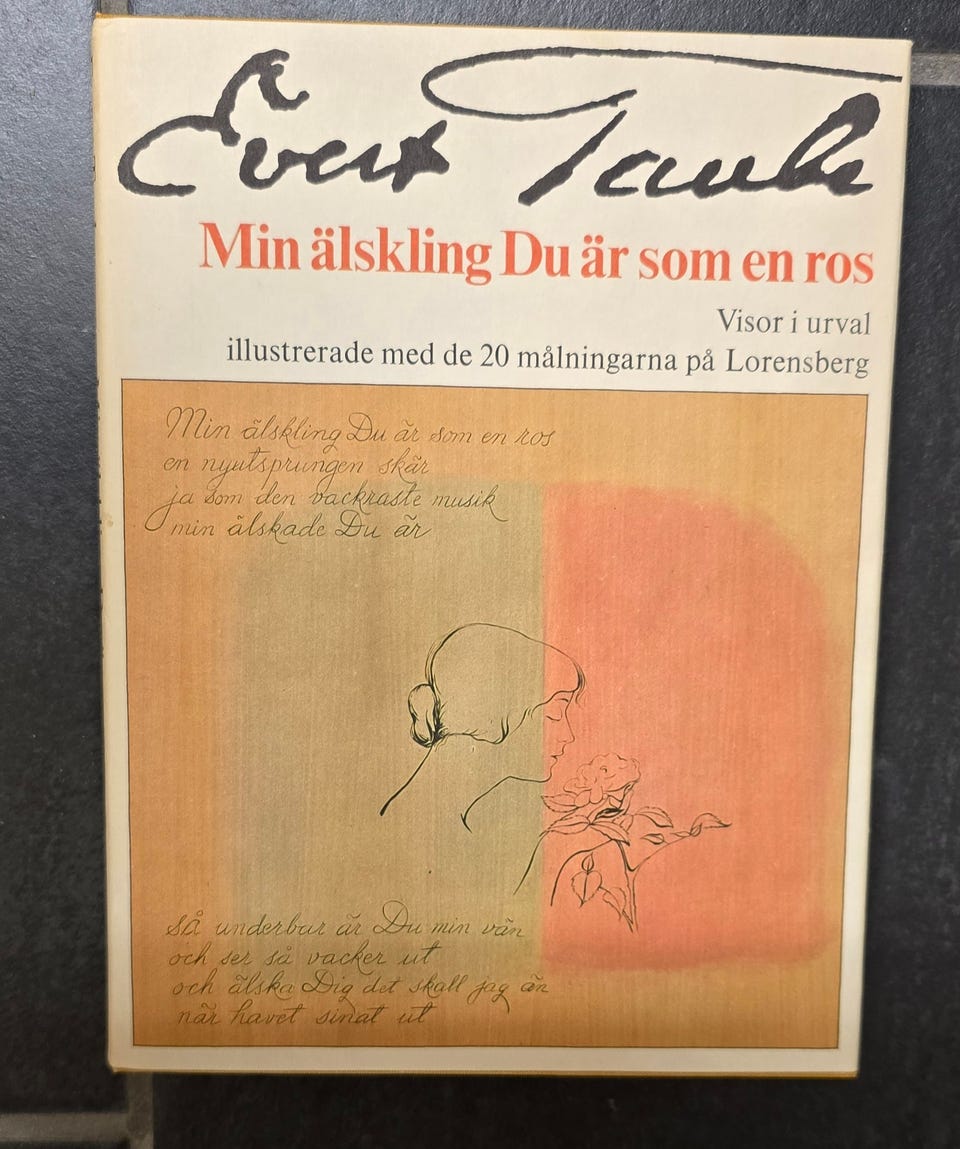 Evert Taube
Min älskling Du är som en ros
Visor i urval
illustrerade med de 20 målningarna på Lorensberg
Min älskling Du är som en ros
en nyutsprungen skär
ja som den vackraste musik
min älskade Du är
så underbar är Du min vän
och ser så vacker ut
och älska Dig det skall jag än
när havet sinat ut